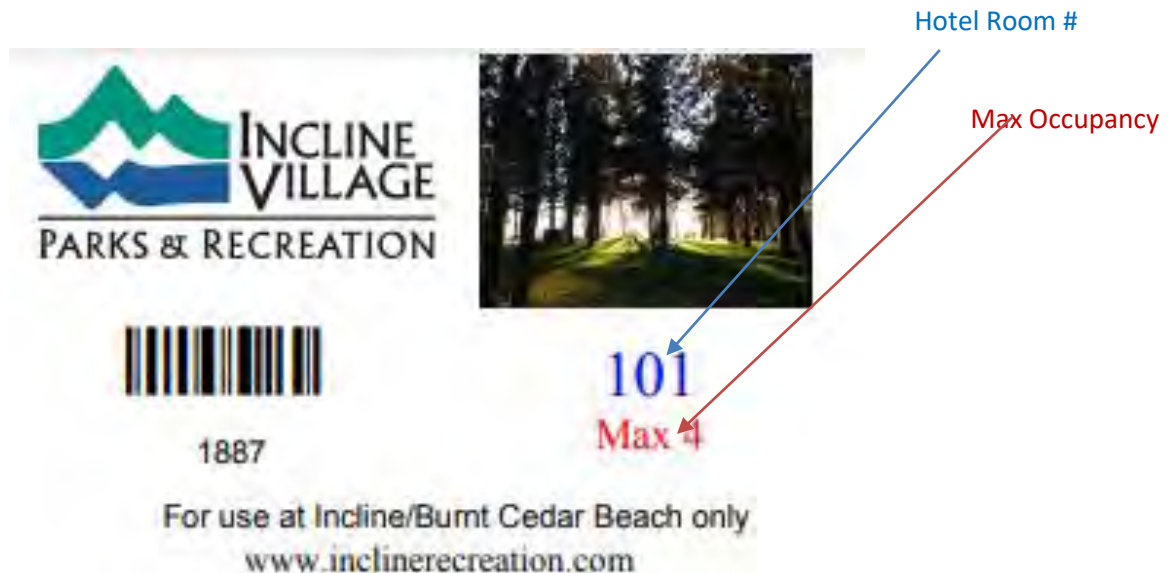 Hotel Room #
Max Occupancy
INCLINE
VILLAGE
PARKS & RECREATION
101
Max 4
1887
For use at Incline/Burnt Cedar Beach only
www.inclinerecreation.com